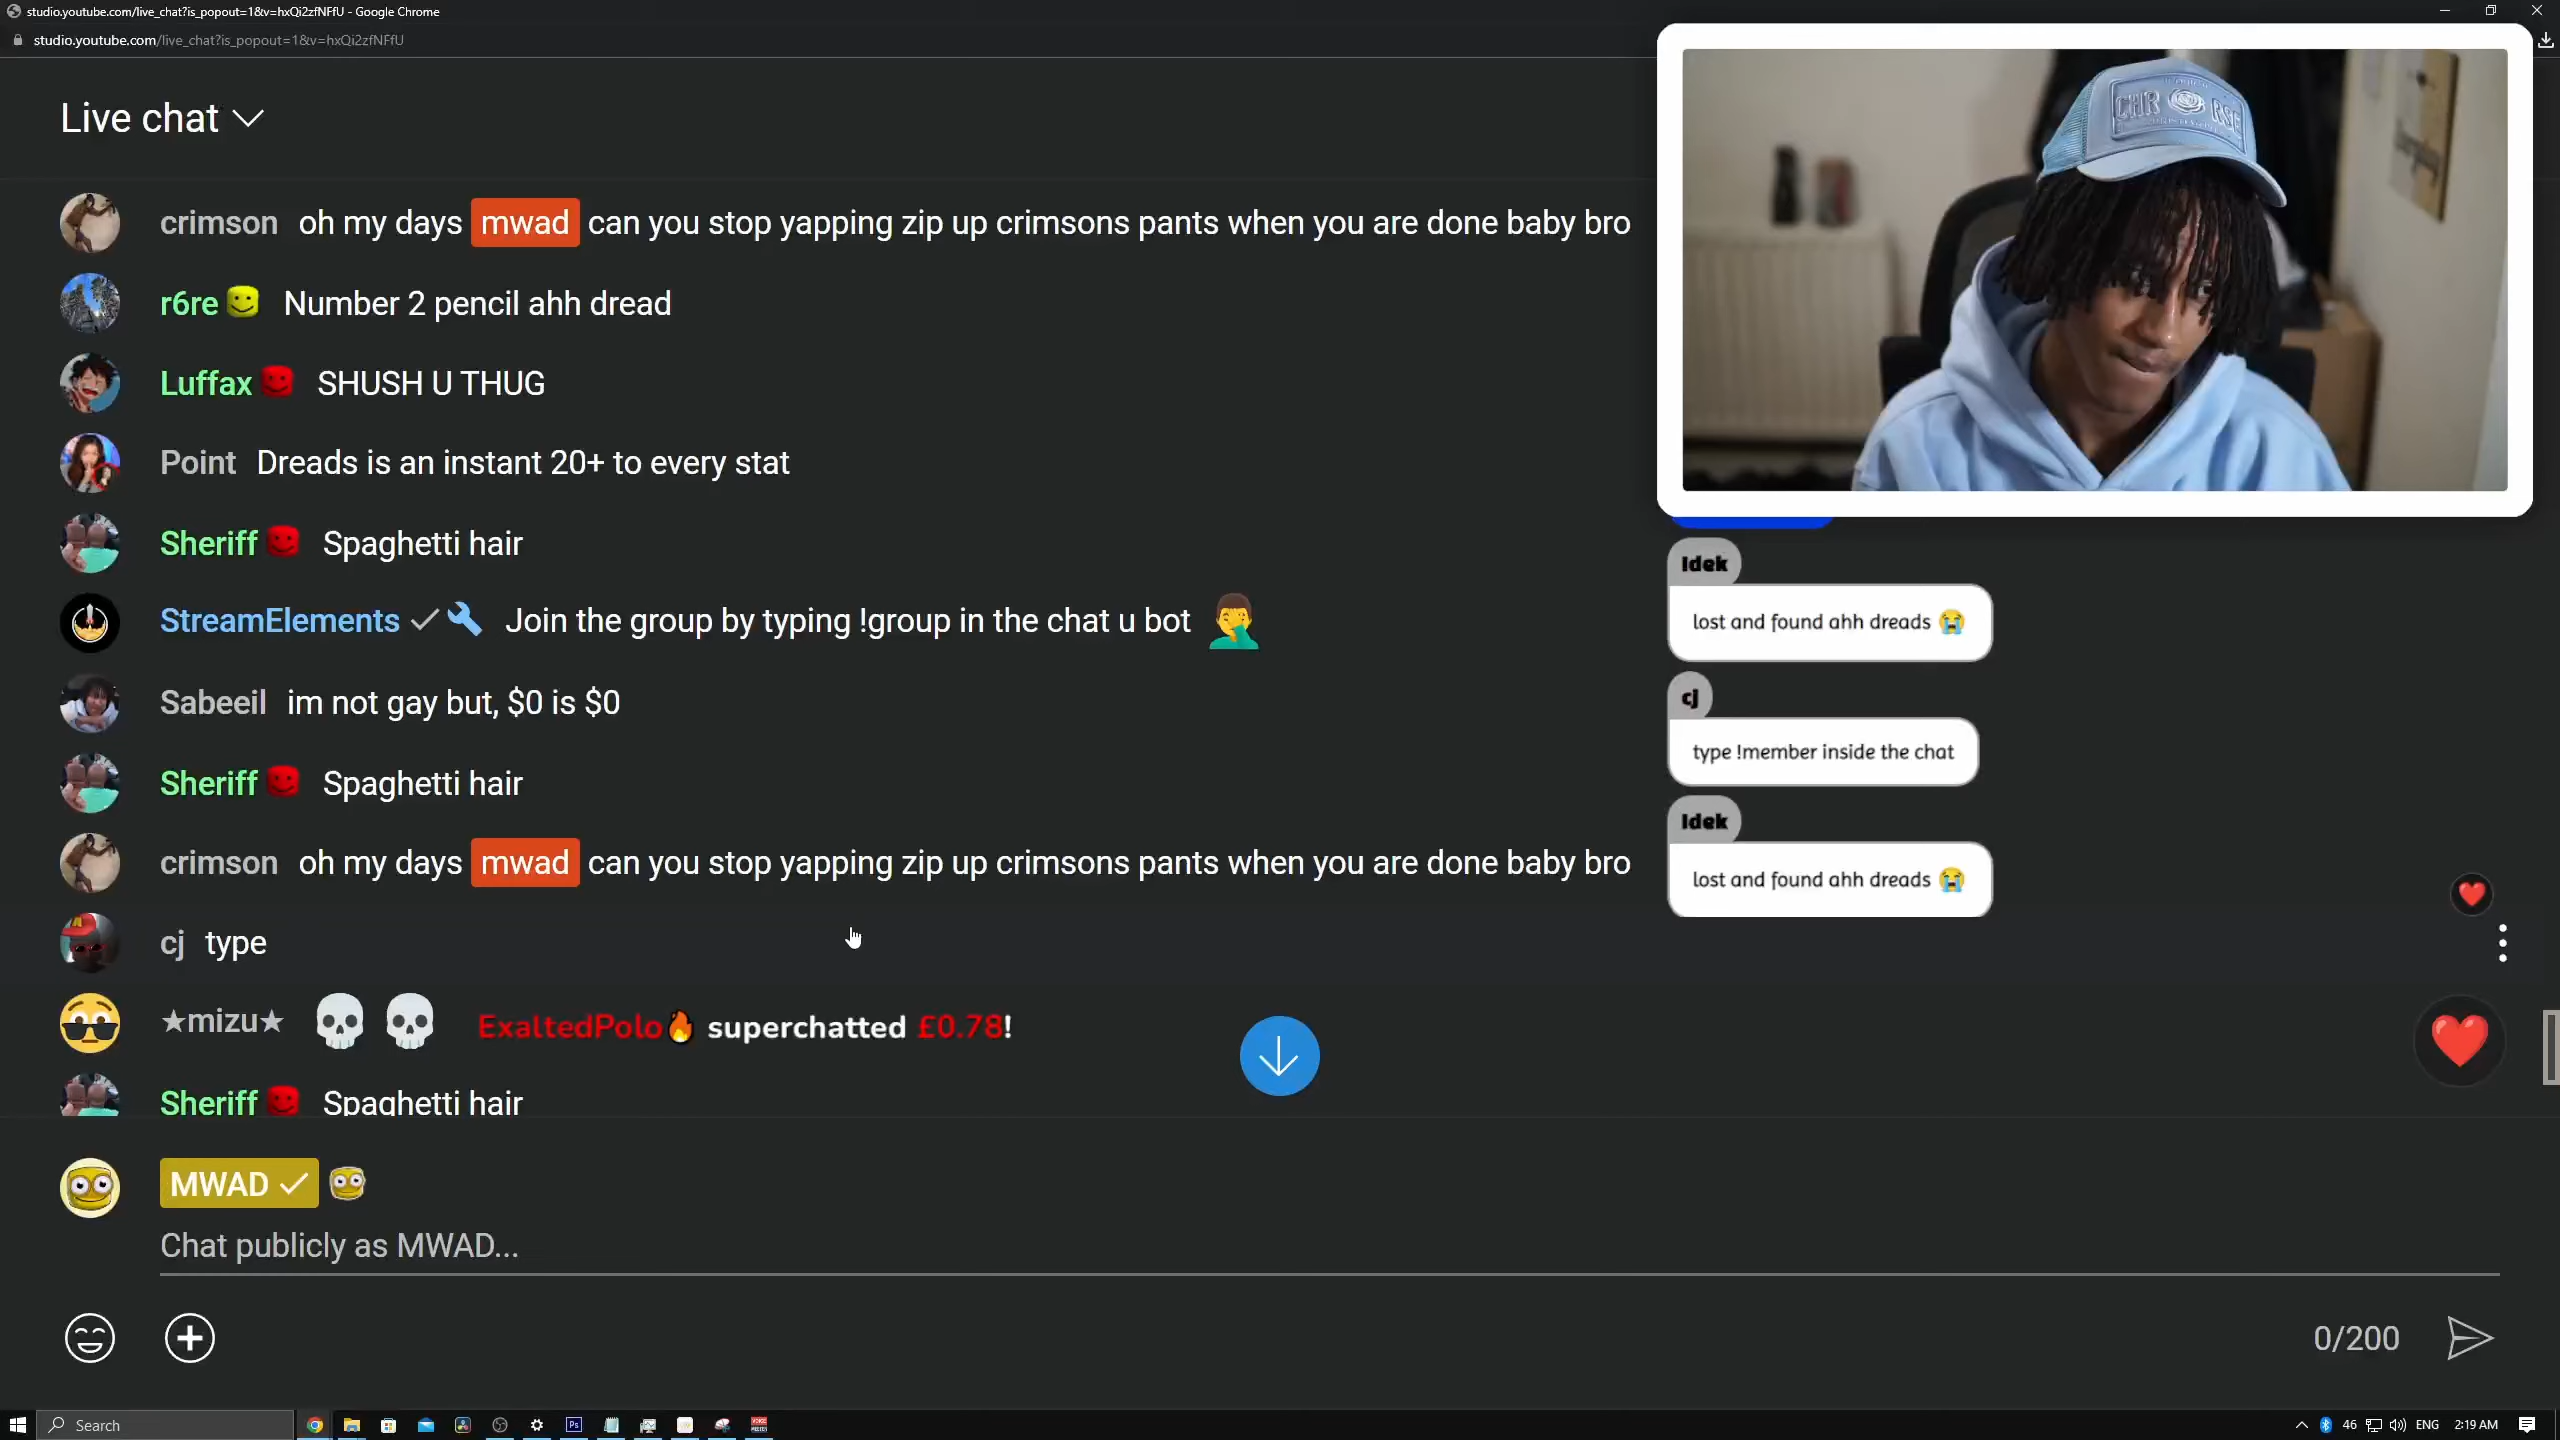 studio.youtube.com/live_chat?is_popout=1&v=hxQi2zfNFfU - Google Chrome
studio.youtube.com/live_chat?is_popout=1&v=hxQi2zfNFfU
Live chat
crimson oh my days mwad can you stop yapping zip up crimsons pants when you are done baby bro
r6re Number 2 pencil ahh dread
Luffax SHUSH U THUG
Point Dreads is an instant 20+ to every stat
Sheriff Spaghetti hair
StreamElements Join the group by typing !group in the chat u bot 🤦‍♂️
Sabeeil im not gay but, $0 is $0
Sheriff Spaghetti hair
crimson oh my days mwad can you stop yapping zip up crimsons pants when you are done baby bro
cj type
★mizu★ 💀 💀
ExaltedPolo🔥 superchatted £0.78!
Sheriff Spaghetti hair
MWAD
Chat publicly as MWAD...
0/200
CHR RSE
Idek
lost and found ahh dreads 😭
cj
type !member inside the chat
Idek
lost and found ahh dreads 😭
Search
Ps
46
ENG
2:19 AM